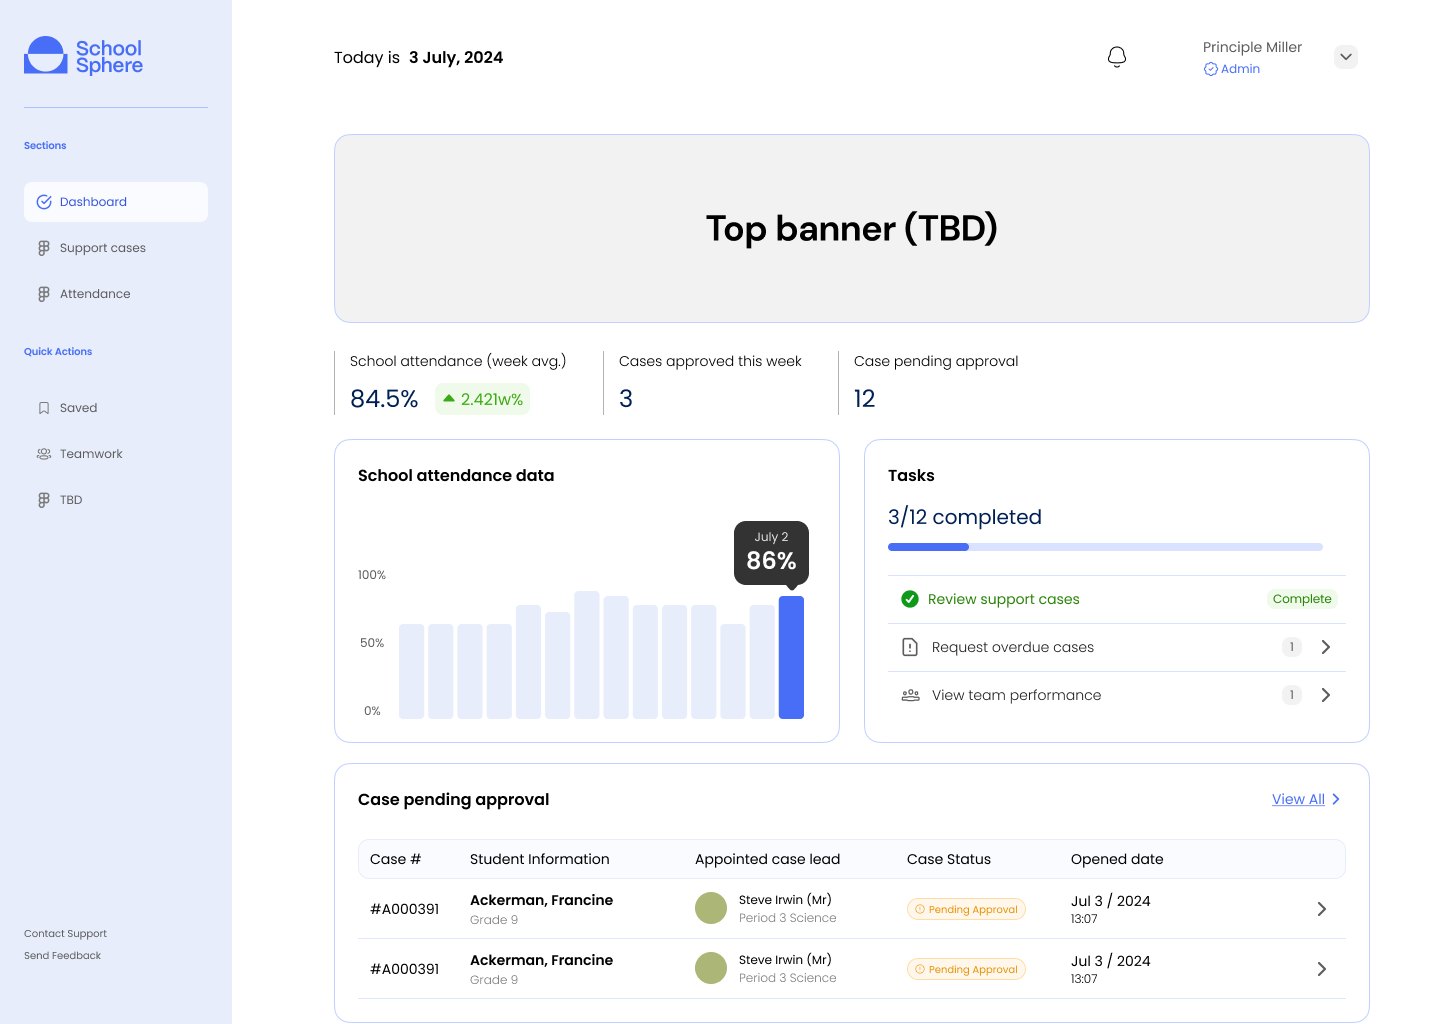 School
Sphere
Sections
Dashboard
Support cases
Attendance
Quick Actions
Saved
Teamwork
TBD
Contact Support
Send Feedback
Today is 3 July, 2024
Principle Miller
Admin
Top banner (TBD)
School attendance (week avg.)
84.5%
2.421w%
Cases approved this week
3
Case pending approval
12
School attendance data
July 2
86%
100%
50%
0%
Tasks
3/12 completed
Review support cases
Complete
Request overdue cases
1
View team performance
1
Case pending approval
View All
Case # Student Information Appointed case lead Case Status Opened date
#A000391
Ackerman, Francine
Grade 9
Steve Irwin (Mr)
Period 3 Science
Pending Approval
Jul 3 / 2024
13:07
#A000391
Ackerman, Francine
Grade 9
Steve Irwin (Mr)
Period 3 Science
Pending Approval
Jul 3 / 2024
13:07